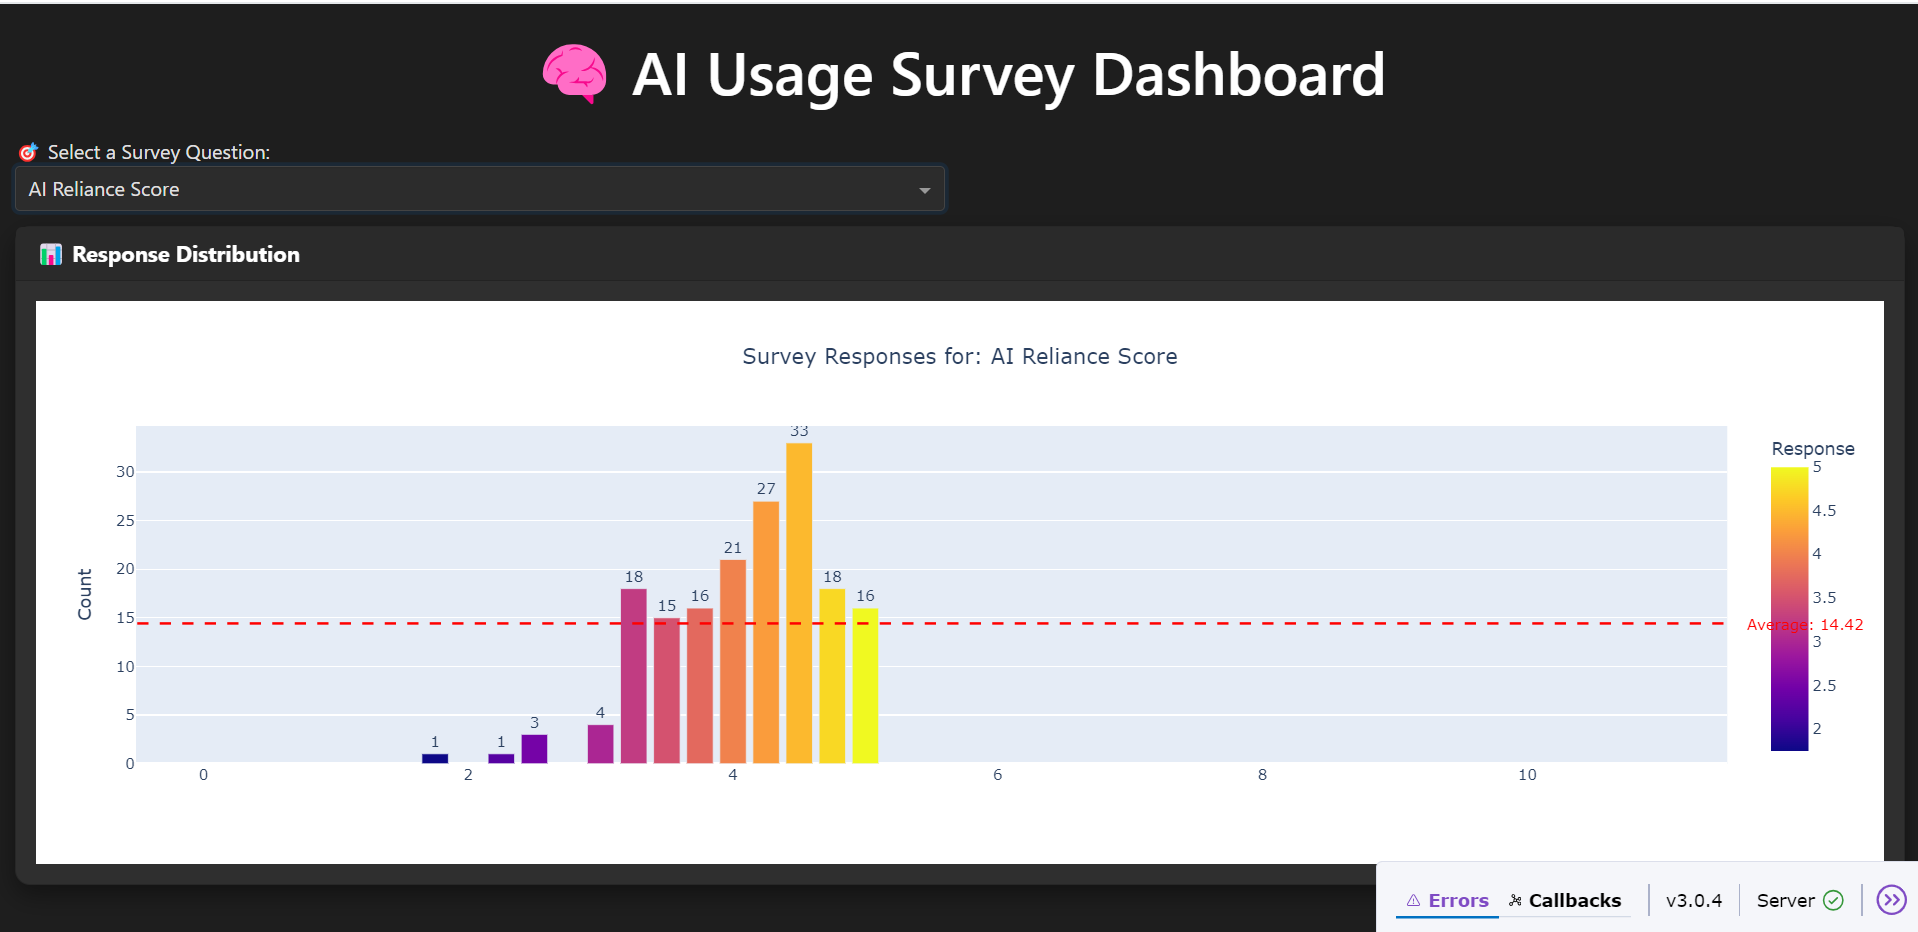 🧠 AI Usage Survey Dashboard
🎯 Select a Survey Question:
AI Reliance Score
📊 Response Distribution
Survey Responses for: AI Reliance Score
Count
30
25
20
15
10
5
0
1
1
3
4
18
15
16
21
27
33
18
16
0
2
4
6
8
10
Response
5
4.5
4
3.5
Average: 14.42
3
2.5
2
Errors
Callbacks
v3.0.4
Server